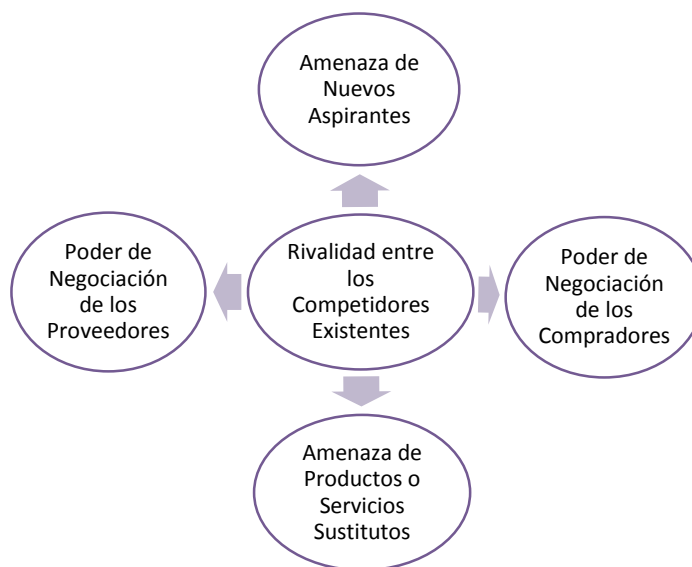 Amenaza de
Nuevos
Aspirantes
Poder de
Negociación
de los
Proveedores
Rivalidad entre
los
Competidores
Existentes
Poder de
Negociación
de los
Compradores
Amenaza de
Productos o
Servicios
Sustitutos